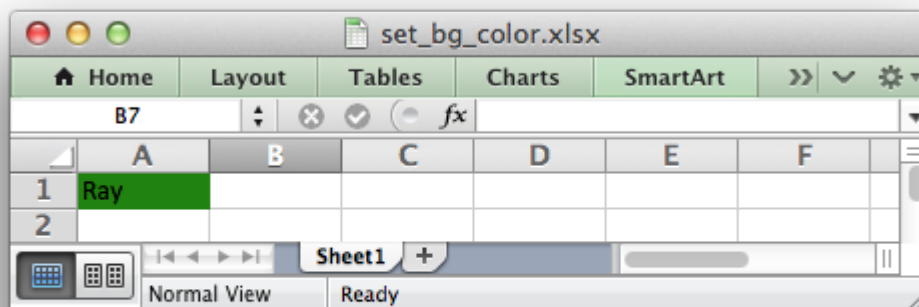 set_bg_color.xlsx
Home Layout Tables Charts SmartArt
B7 fx
A B C D E F
1 Ray
2
Sheet1
Normal View Ready